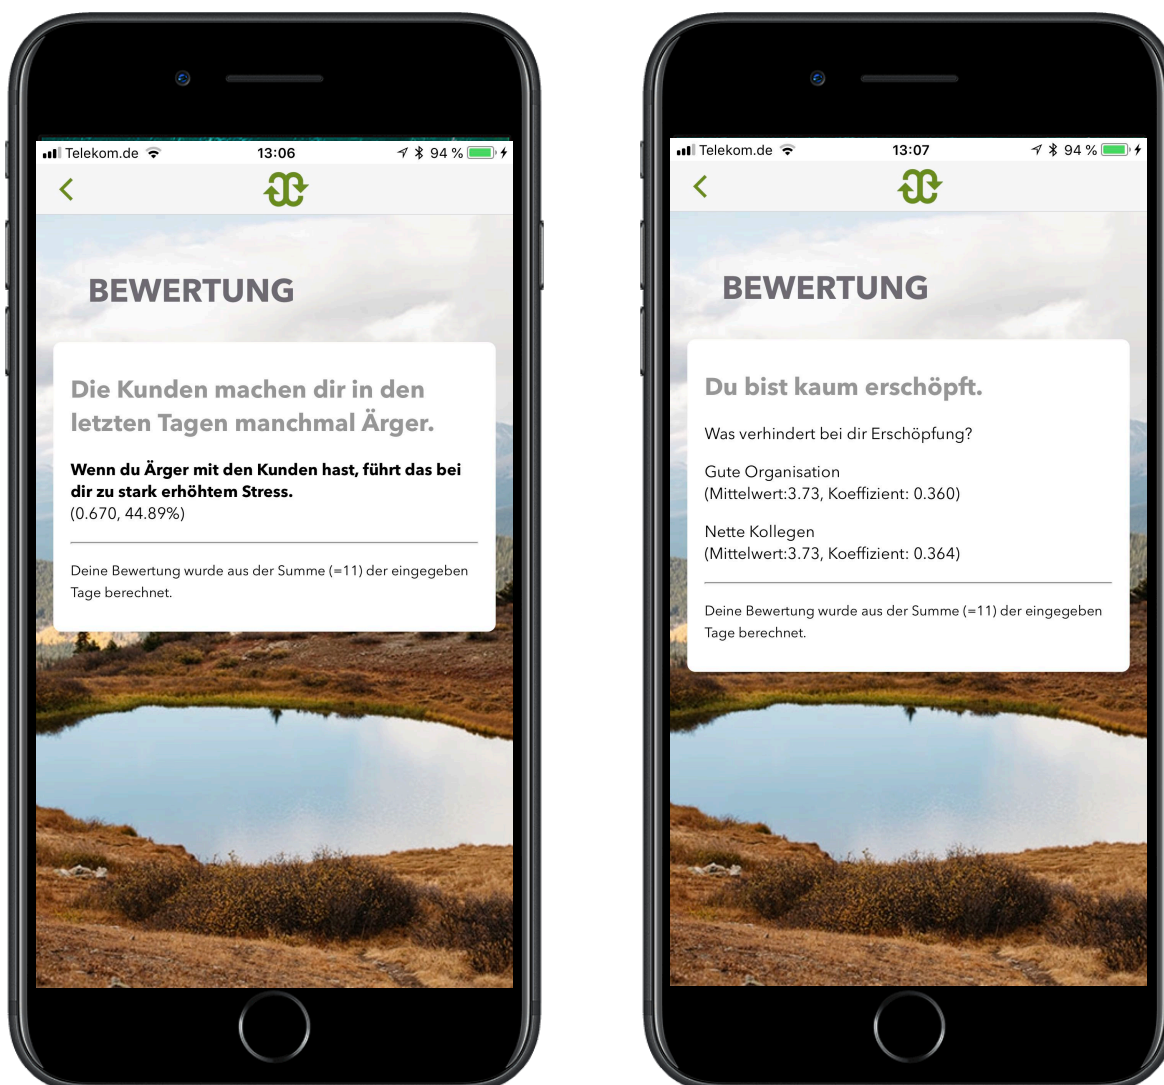 Telekom.de 13:06 94 %
BEWERTUNG
Die Kunden machen dir in den
letzten Tagen manchmal Ärger.
Wenn du Ärger mit den Kunden hast, führt das bei
dir zu stark erhöhtem Stress.
(0.670, 44.89%)
Deine Bewertung wurde aus der Summe (=11) der eingegeben
Tage berechnet.
Telekom.de 13:07 94 %
BEWERTUNG
Du bist kaum erschöpft.
Was verhindert bei dir Erschöpfung?
Gute Organisation
(Mittelwert:3.73, Koeffizient: 0.360)
Nette Kollegen
(Mittelwert:3.73, Koeffizient: 0.364)
Deine Bewertung wurde aus der Summe (=11) der eingegeben
Tage berechnet.